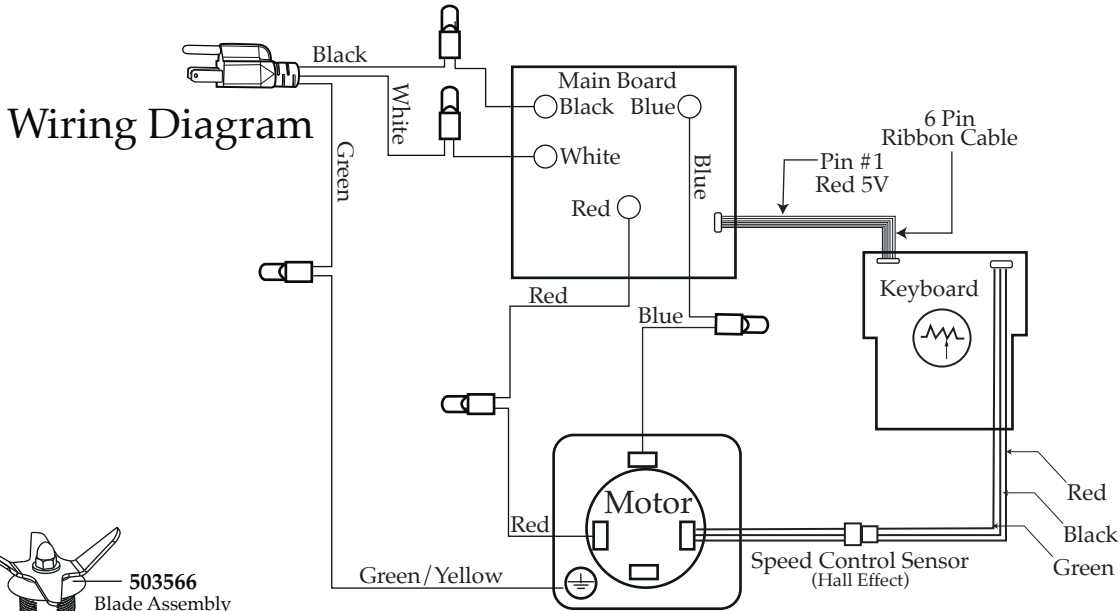 Wiring Diagram
Black
White
Green
Main Board
Black
Blue
White
Red
Blue
Pin #1
Red 5V
6 Pin
Ribbon Cable
Keyboard
Red
Blue
Motor
Red
Green/Yellow
Speed Control Sensor
(Hall Effect)
Red
Black
Green
503566
Blade Assembly